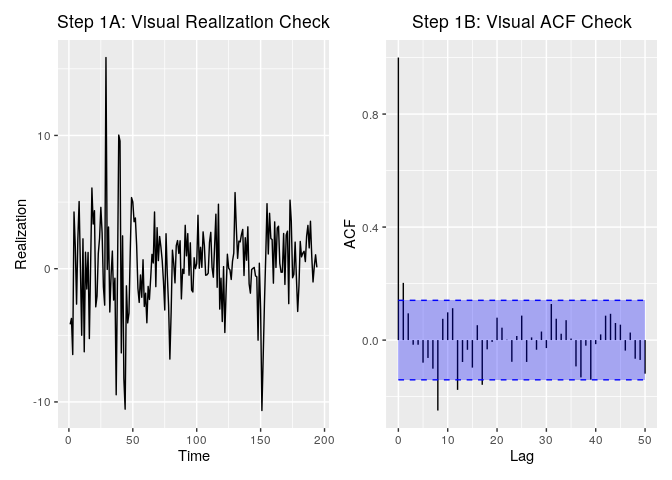 Step 1A: Visual Realization Check
Realization
10
0
-10
0
50
100
150
200
Time
Step 1B: Visual ACF Check
ACF
0.8
0.4
0.0
0
10
20
30
40
50
Lag